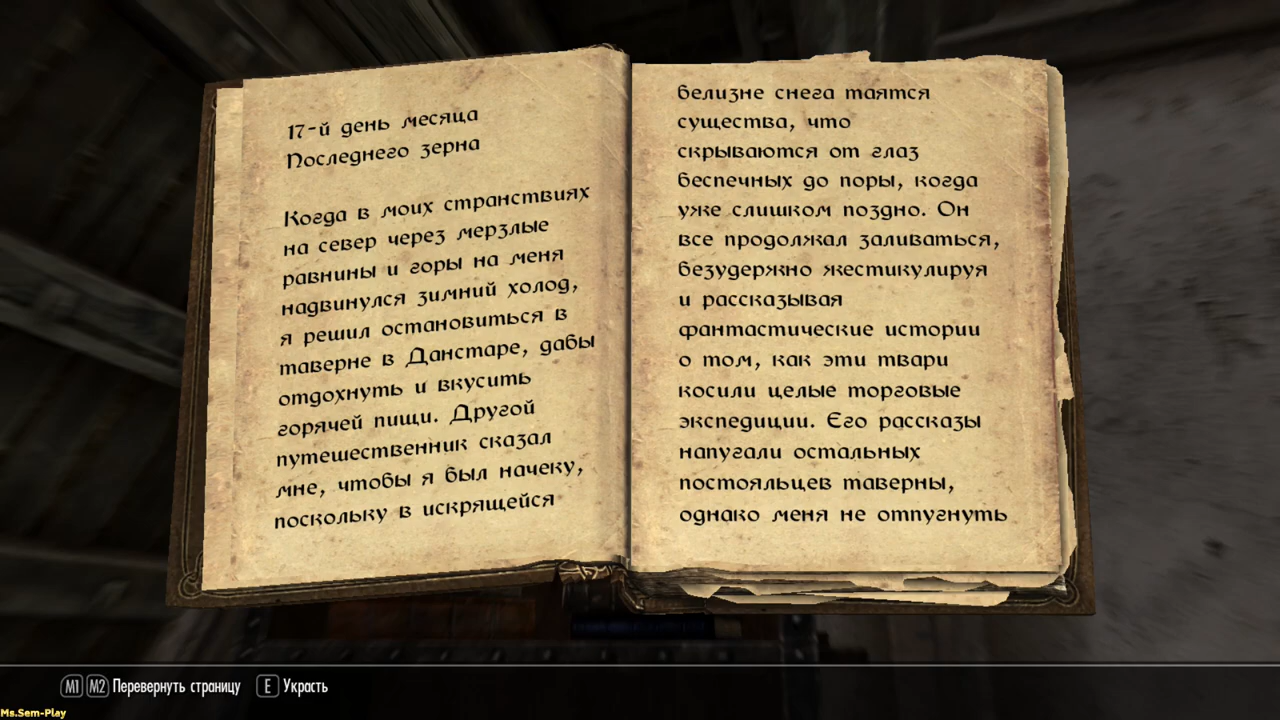 17-й день месяца
Последнего зерна
Когда в моих странствиях
на север через мерзлые
равнины и горы на меня
надвинулся зимний холод,
я решил остановиться в
таверне в Данстаре, дабы
отдохнуть и вкусить
горячей пищи. Другой
путешественник сказал
мне, чтобы я был начеку,
поскольку в искрящейся
белизне снега таятся
существа, что
скрываются от глаз
беспечных до поры, когда
уже слишком поздно. Он
все продолжал заливаться,
безудержно жестикулируя
и рассказывая
фантастические истории
о том, как эти твари
косили целые торговые
экспедиции. Его рассказы
напугали остальных
постояльцев таверны,
однако меня не отпугнуть
M1 M2 Перевернуть страницу E Украсть
Ms.Sem-Play